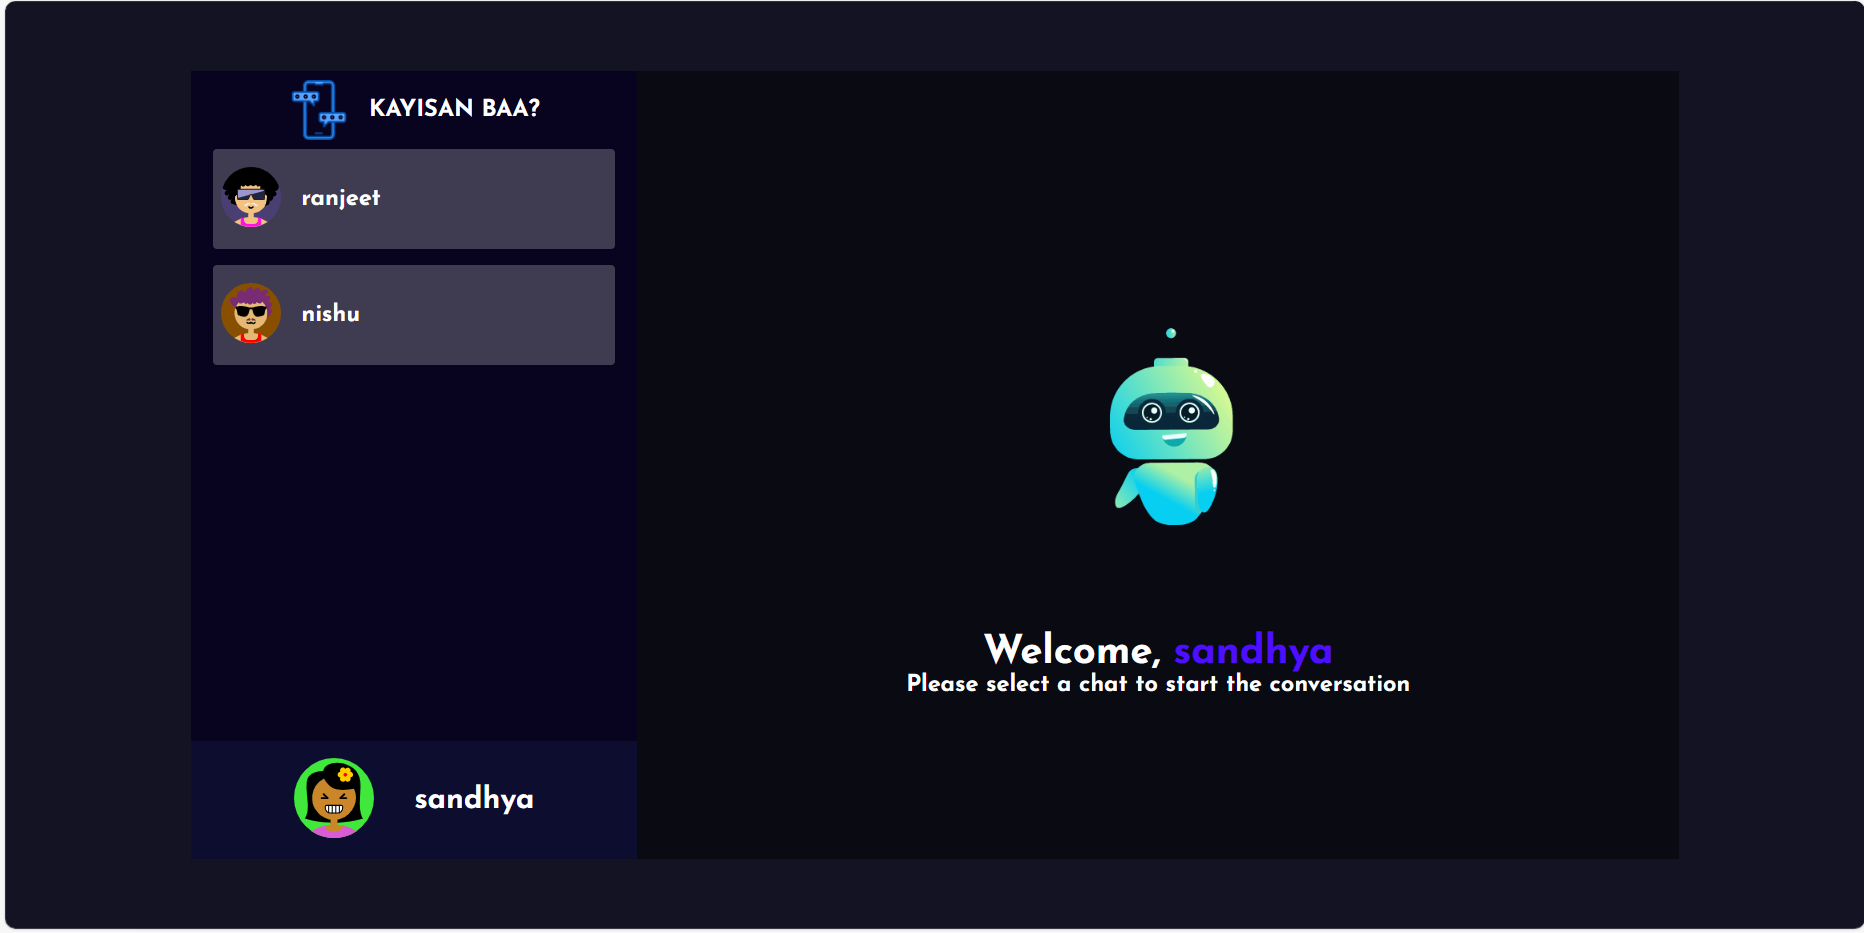 KAYISAN BAA?
ranjeet
nishu
sandhya
Welcome, sandhya
Please select a chat to start the conversation